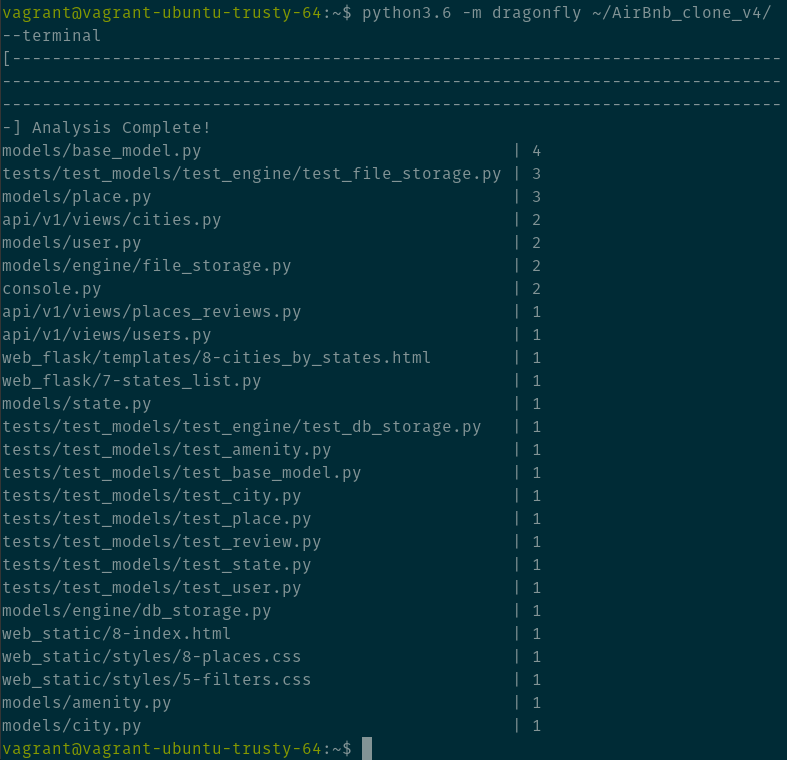 vagrant@vagrant-ubuntu-trusty-64:~$ python3.6 -m dragonfly ~/AirBnb_clone_v4/
--terminal
[-----------------------------------------------------------------------------
------------------------------------------------------------------------------
------------------------------------------------------------------------------
-] Analysis Complete!
models/base_model.py                               | 4
tests/test_models/test_engine/test_file_storage.py | 3
models/place.py                                    | 3
api/v1/views/cities.py                             | 2
models/user.py                                     | 2
models/engine/file_storage.py                      | 2
console.py                                         | 2
api/v1/views/places_reviews.py                     | 1
api/v1/views/users.py                              | 1
web_flask/templates/8-cities_by_states.html        | 1
web_flask/7-states_list.py                         | 1
models/state.py                                    | 1
tests/test_models/test_engine/test_db_storage.py   | 1
tests/test_models/test_amenity.py                  | 1
tests/test_models/test_base_model.py               | 1
tests/test_models/test_city.py                     | 1
tests/test_models/test_place.py                    | 1
tests/test_models/test_review.py                   | 1
tests/test_models/test_state.py                    | 1
tests/test_models/test_user.py                     | 1
models/engine/db_storage.py                        | 1
web_static/8-index.html                            | 1
web_static/styles/8-places.css                     | 1
web_static/styles/5-filters.css                    | 1
models/amenity.py                                  | 1
models/city.py                                     | 1
vagrant@vagrant-ubuntu-trusty-64:~$